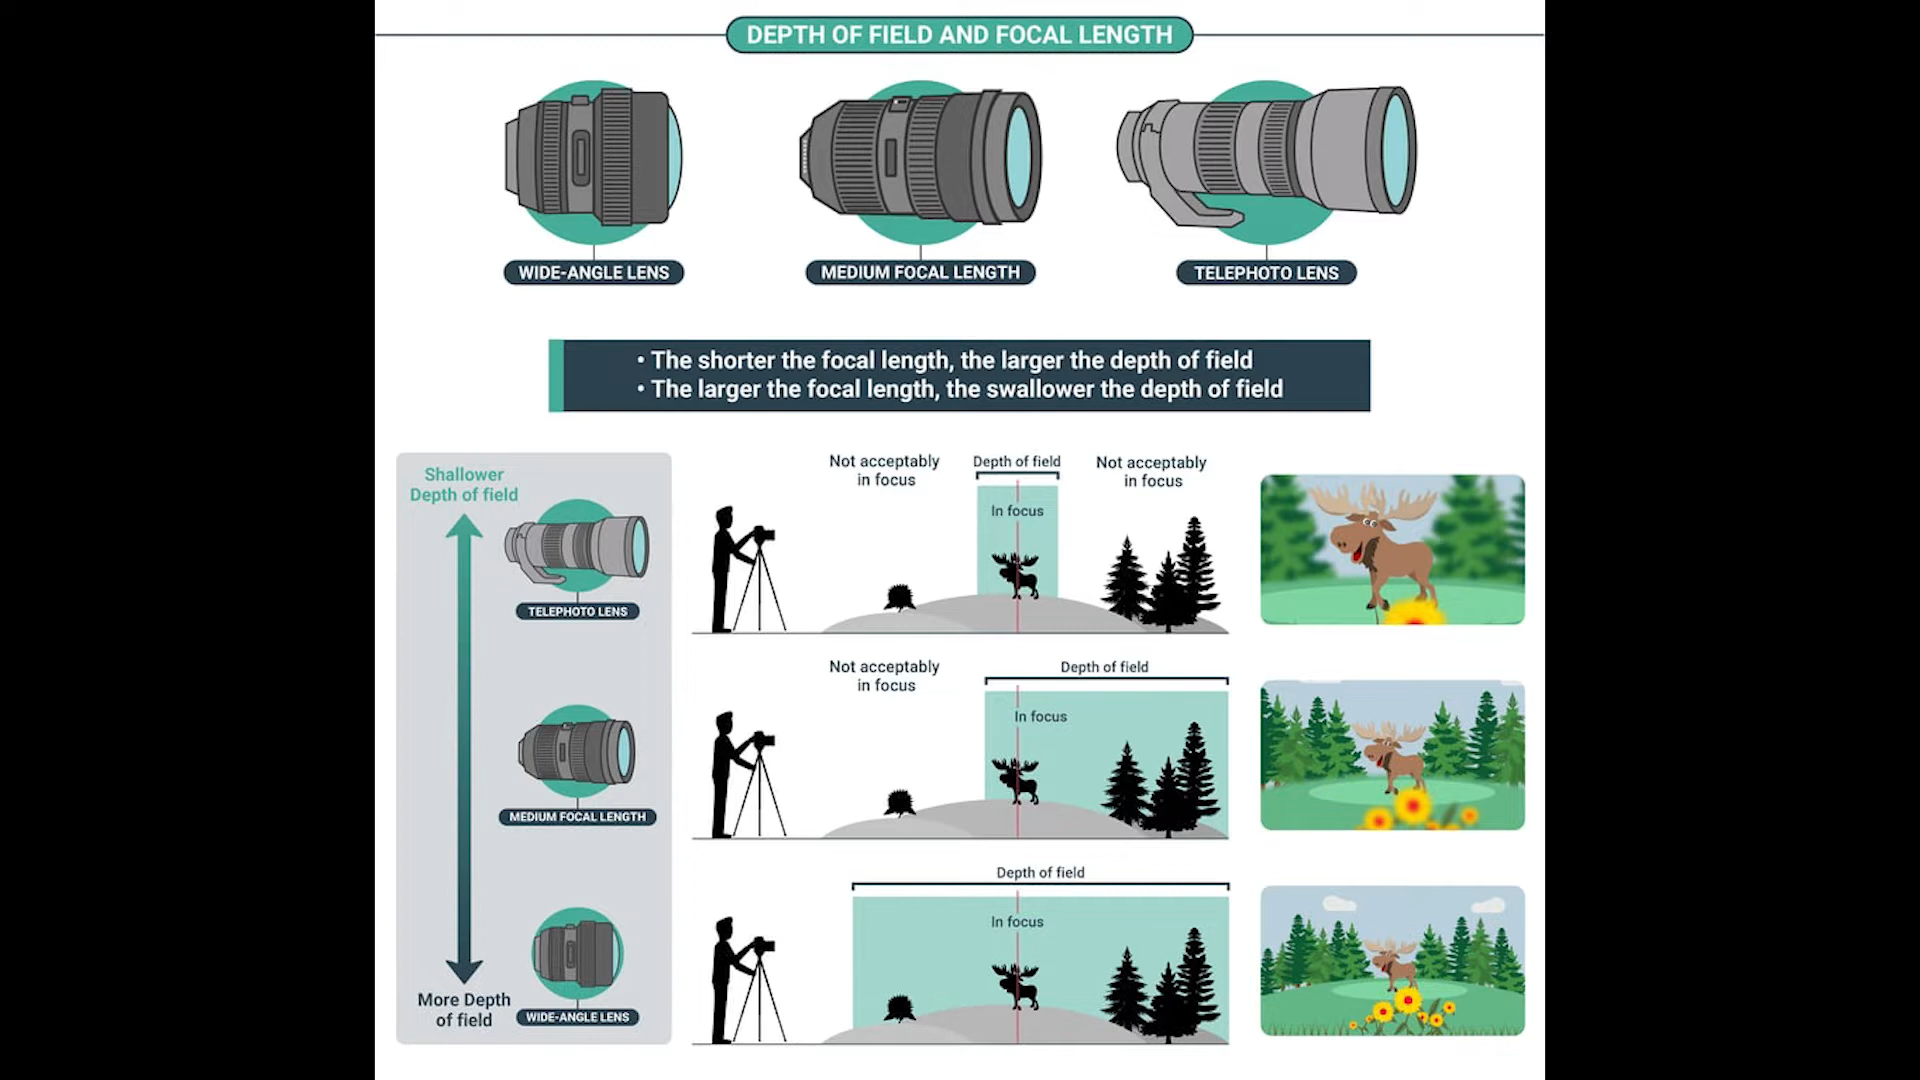 DEPTH OF FIELD AND FOCAL LENGTH
WIDE-ANGLE LENS
MEDIUM FOCAL LENGTH
TELEPHOTO LENS
• The shorter the focal length, the larger the depth of field
• The larger the focal length, the swallower the depth of field
Shallower
Depth of field
TELEPHOTO LENS
MEDIUM FOCAL LENGTH
More Depth
of field
WIDE-ANGLE LENS
Not acceptably
in focus
Depth of field
In focus
Not acceptably
in focus
Not acceptably
in focus
Depth of field
In focus
Depth of field
In focus